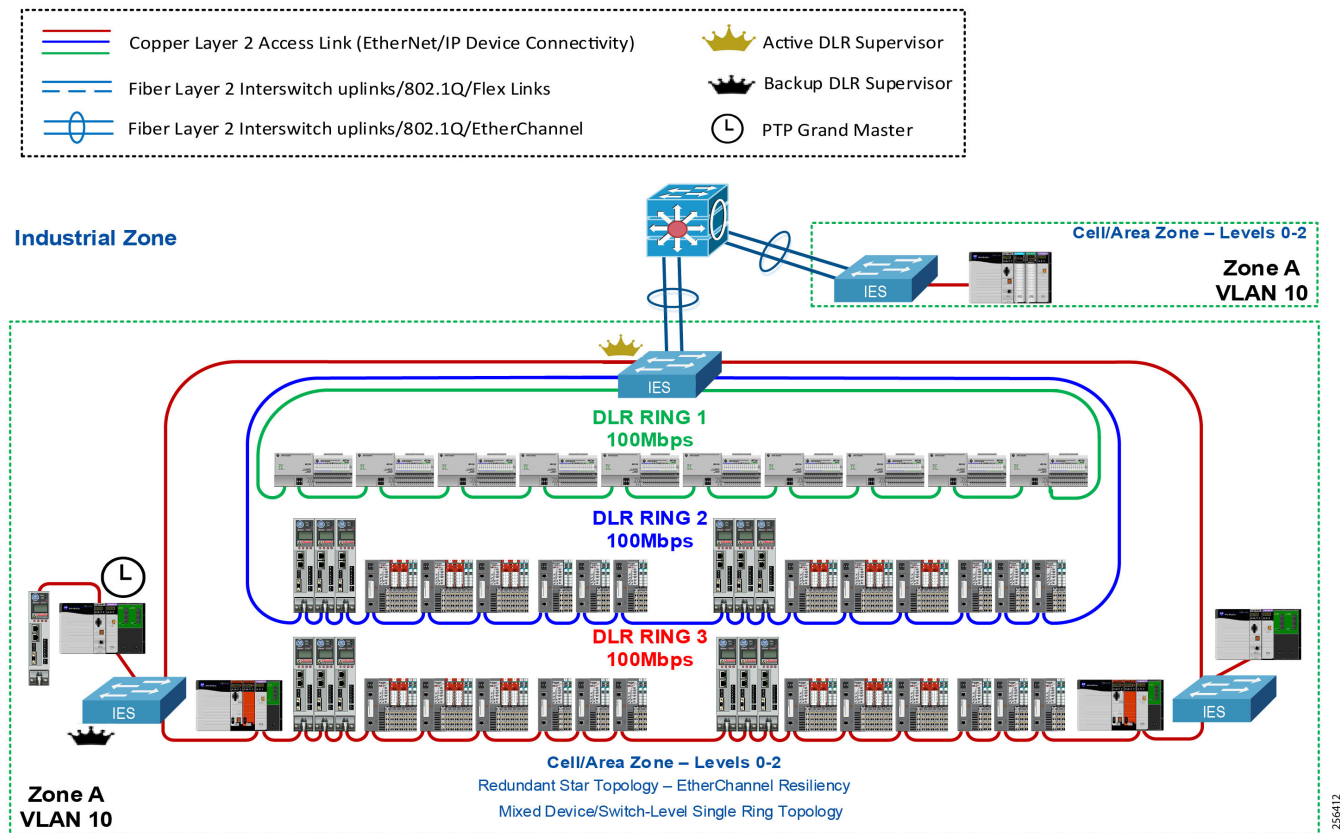 Copper Layer 2 Access Link (EtherNet/IP Device Connectivity)
Active DLR Supervisor
Fiber Layer 2 Interswitch uplinks/802.1Q/Flex Links
Backup DLR Supervisor
Fiber Layer 2 Interswitch uplinks/802.1Q/EtherChannel
PTP Grand Master
Industrial Zone
Cell/Area Zone – Levels 0-2
Zone A
VLAN 10
IES
IES
DLR RING 1
100Mbps
DLR RING 2
100Mbps
DLR RING 3
100Mbps
IES
IES
Cell/Area Zone – Levels 0-2
Redundant Star Topology – EtherChannel Resiliency
Mixed Device/Switch-Level Single Ring Topology
Zone A
VLAN 10
256412